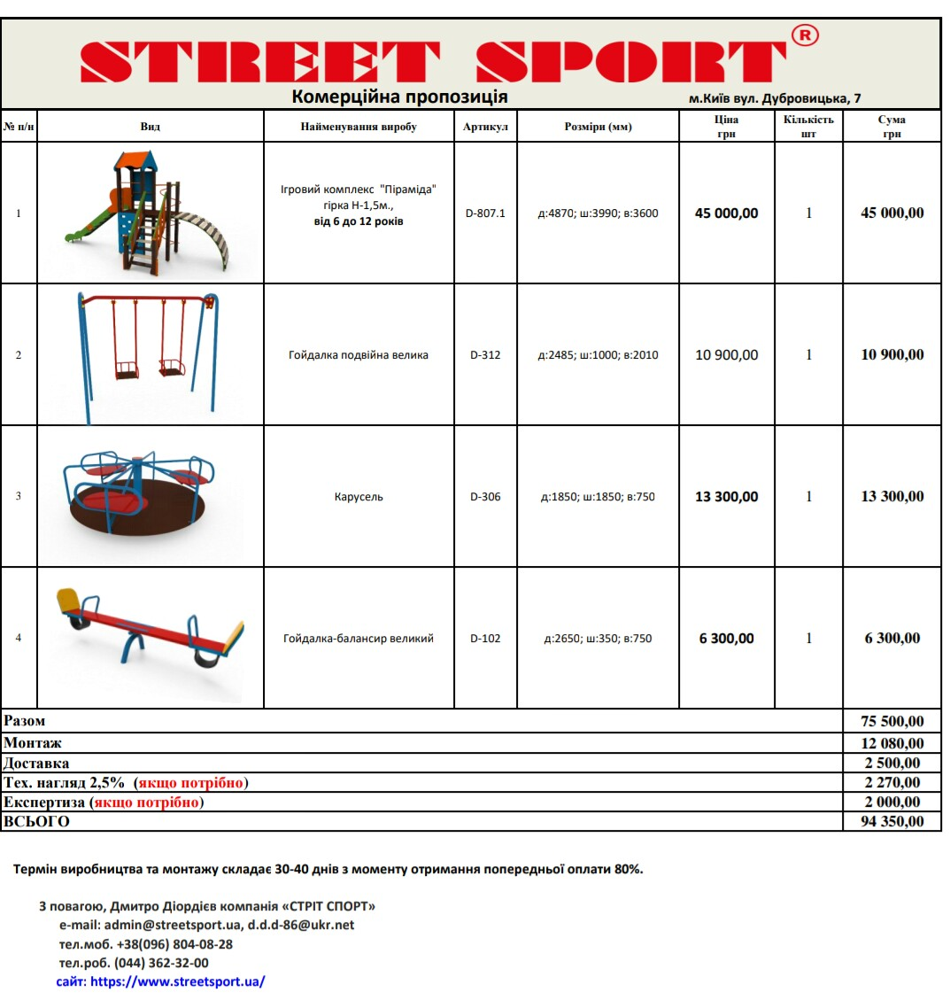 STREET SPORT®
Комерційна пропозиція м.Київ вул. Дубровицька, 7
№ п/н Вид Найменування виробу Артикул Розміри (мм) Ціна Кількість Сума
грн шт грн
Ігровий комплекс "Піраміда"
гірка Н-1,5м.,
від 6 до 12 років
1 D-807.1 д:4870; ш:3990; в:3600 45 000,00 1 45 000,00
2 Гойдалка подвійна велика D-312 д:2485; ш:1000; в:2010 10 900,00 1 10 900,00
3 Карусель D-306 д:1850; ш:1850; в:750 13 300,00 1 13 300,00
4 Гойдалка-балансир великий D-102 д:2650; ш:350; в:750 6 300,00 1 6 300,00
Разом 75 500,00
Монтаж 12 080,00
Доставка 2 500,00
Тех. нагляд 2,5% (якщо потрібно) 2 270,00
Експертиза (якщо потрібно) 2 000,00
ВСЬОГО 94 350,00
Термін виробництва та монтажу складає 30-40 днів з моменту отримання попередньої оплати 80%.
З повагою, Дмитро Діордієв компанія «СТРІТ СПОРТ»
e-mail: admin@streetsport.ua, d.d.d-86@ukr.net
тел.моб. +38(096) 804-08-28
тел.роб. (044) 362-32-00
сайт: https://www.streetsport.ua/